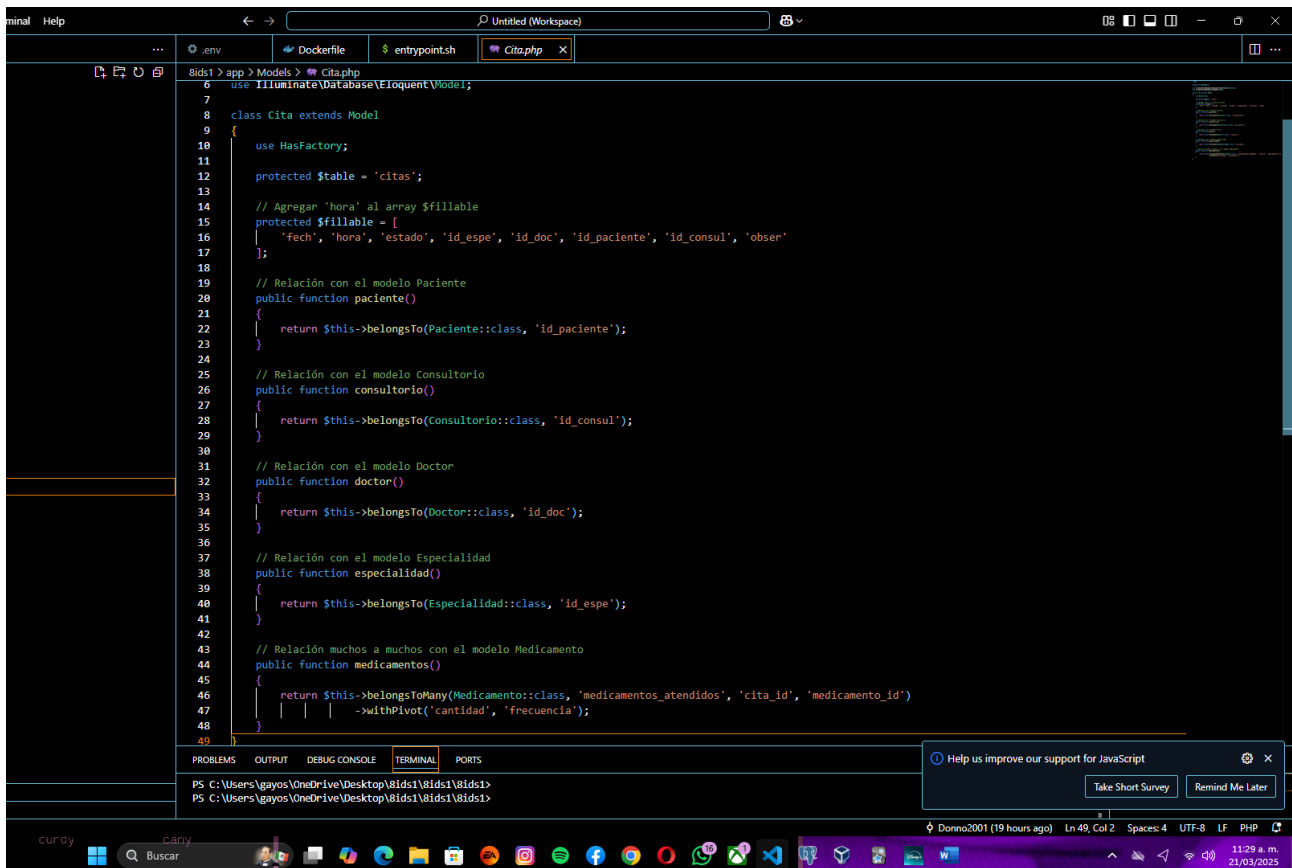 minal Help
Untitled (Workspace)
.env Dockerfile $ entrypoint.sh Cita.php
8ids1 > app > Models > Cita.php
6 use Illuminate\Database\Eloquent\Model;
7
8 class Cita extends Model
9 {
10 use HasFactory;
11
12 protected $table = 'citas';
13
14 // Agregar 'hora' al array $fillable
15 protected $fillable = [
16 'fech', 'hora', 'estado', 'id_espe', 'id_doc', 'id_paciente', 'id_consul', 'obser'
17 ];
18
19 // Relación con el modelo Paciente
20 public function paciente()
21 {
22 return $this->belongsTo(Paciente::class, 'id_paciente');
23 }
24
25 // Relación con el modelo Consultorio
26 public function consultorio()
27 {
28 return $this->belongsTo(Consultorio::class, 'id_consul');
29 }
30
31 // Relación con el modelo Doctor
32 public function doctor()
33 {
34 return $this->belongsTo(Doctor::class, 'id_doc');
35 }
36
37 // Relación con el modelo Especialidad
38 public function especialidad()
39 {
40 return $this->belongsTo(Especialidad::class, 'id_espe');
41 }
42
43 // Relación muchos a muchos con el modelo Medicamento
44 public function medicamentos()
45 {
46 return $this->belongsToMany(Medicamento::class, 'medicamentos_atendidos', 'cita_id', 'medicamento_id')
47 ->withPivot('cantidad', 'frecuencia');
48 }
49 }
PROBLEMS OUTPUT DEBUG CONSOLE TERMINAL PORTS
Help us improve our support for JavaScript
Take Short Survey Remind Me Later
PS C:\Users\gayos\OneDrive\Desktop\8ids1\8ids1\8ids1>
PS C:\Users\gayos\OneDrive\Desktop\8ids1\8ids1\8ids1>
Donno2001 (19 hours ago) Ln 49, Col 2 Spaces: 4 UTF-8 LF PHP
curay cany
Buscar
16
1
11:29 a. m.
21/03/2025